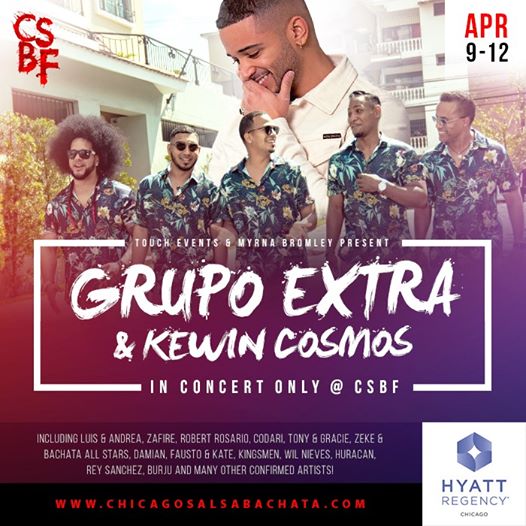 CS
BF
APR
9-12
TOUCH EVENTS & MYRNA BROMLEY PRESENT
GRUPO EXTRA
& KEWIN COSMOS
IN CONCERT ONLY @ CSBF
INCLUDING LUIS & ANDREA, ZAFIRE, ROBERT ROSARIO, CODARI, TONY & GRACIE, ZEKE &
BACHATA ALL STARS, DAMIAN, FAUSTO & KATE, KINGSMEN, WIL NIEVES, HURACAN,
REY SANCHEZ, BURJU AND MANY OTHER CONFIRMED ARTISTS!
WWW.CHICAGOSALSABACHATA.COM
HYATT
REGENCY
CHICAGO